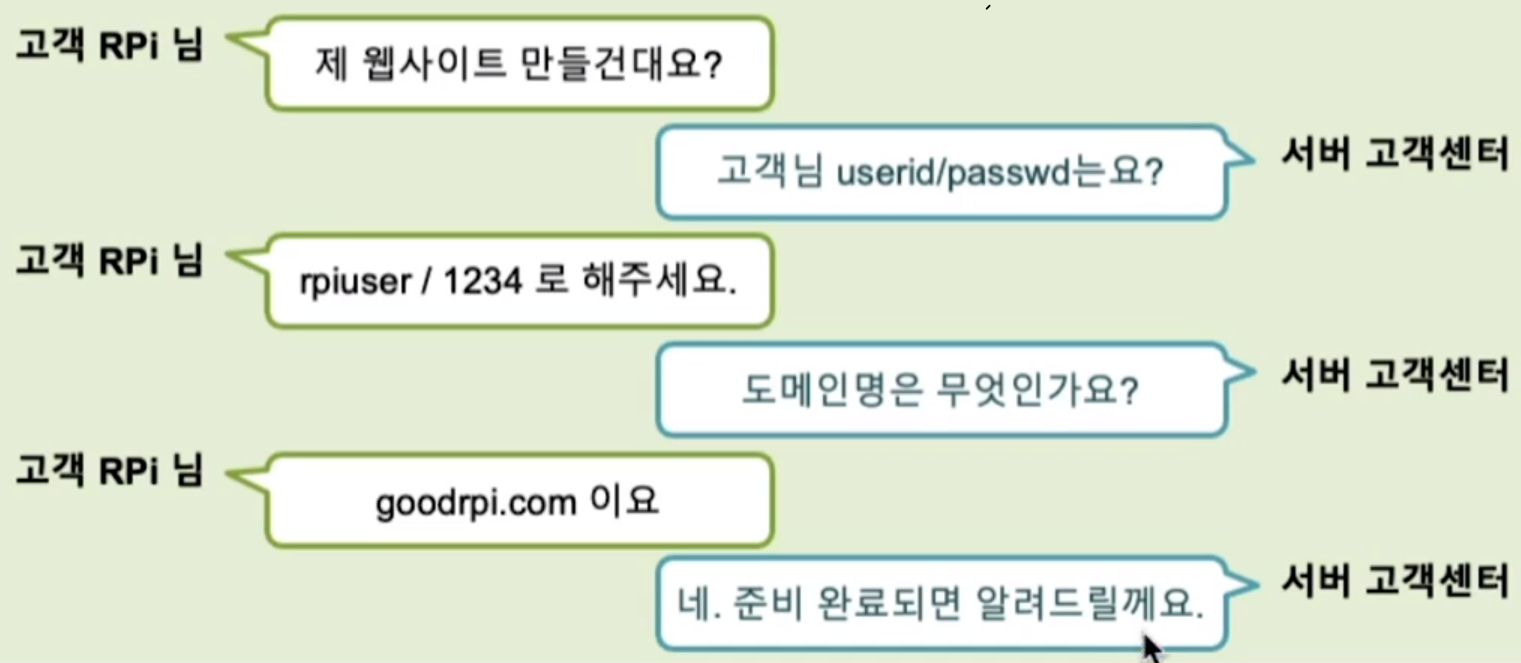 고객 RPi 님
제 웹사이트 만들건대요?
고객님 userid/passwd는요?
서버 고객센터
고객 RPi 님
rpiuser / 1234 로 해주세요.
도메인명은 무엇인가요?
서버 고객센터
고객 RPi 님
goodrpi.com 이요
네. 준비 완료되면 알려드릴께요.
서버 고객센터